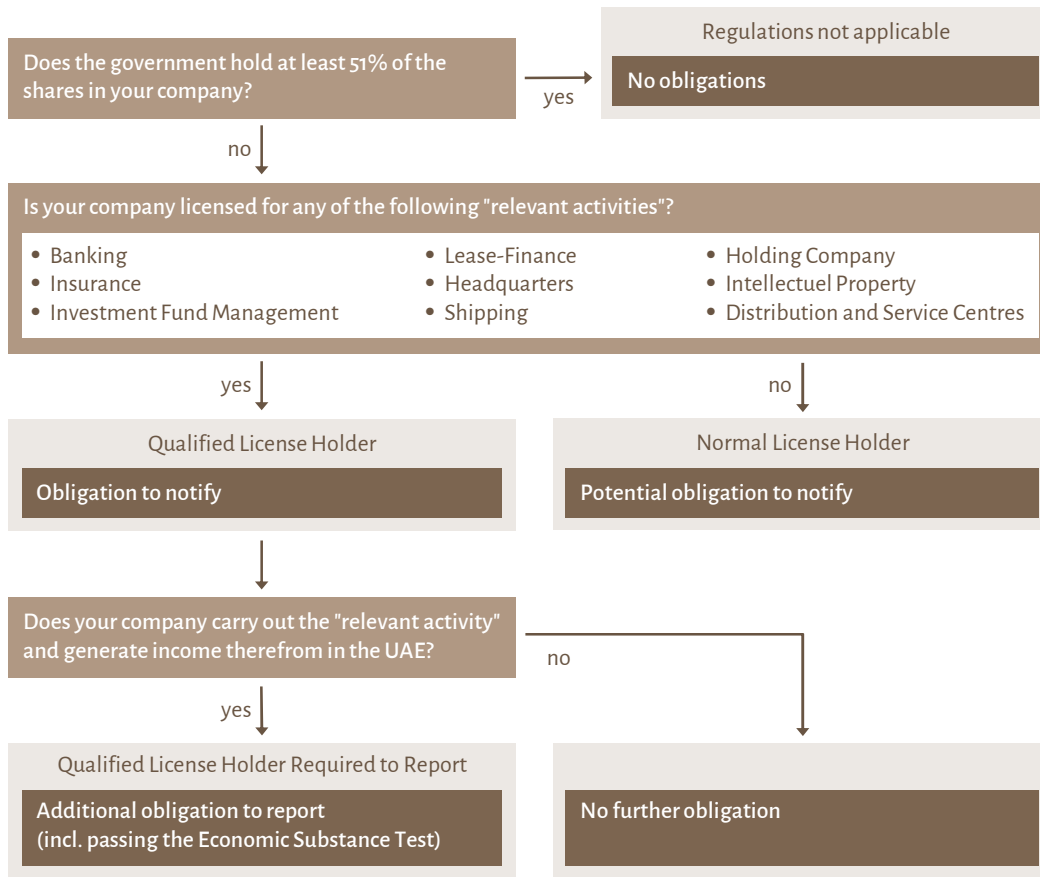 Does the government hold at least 51% of the
shares in your company?
yes
Regulations not applicable
No obligations
no
Is your company licensed for any of the following "relevant activities"?
• Banking
• Insurance
• Investment Fund Management
• Lease-Finance
• Headquarters
• Shipping
• Holding Company
• Intellectuel Property
• Distribution and Service Centres
yes
no
Qualified License Holder
Obligation to notify
Normal License Holder
Potential obligation to notify
Does your company carry out the "relevant activity"
and generate income therefrom in the UAE?
no
yes
Qualified License Holder Required to Report
Additional obligation to report
(incl. passing the Economic Substance Test)
No further obligation